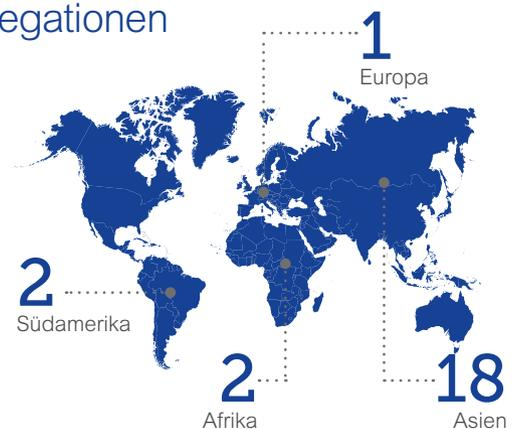 egationen
1
Europa
2
Südamerika
2
Afrika
18
Asien